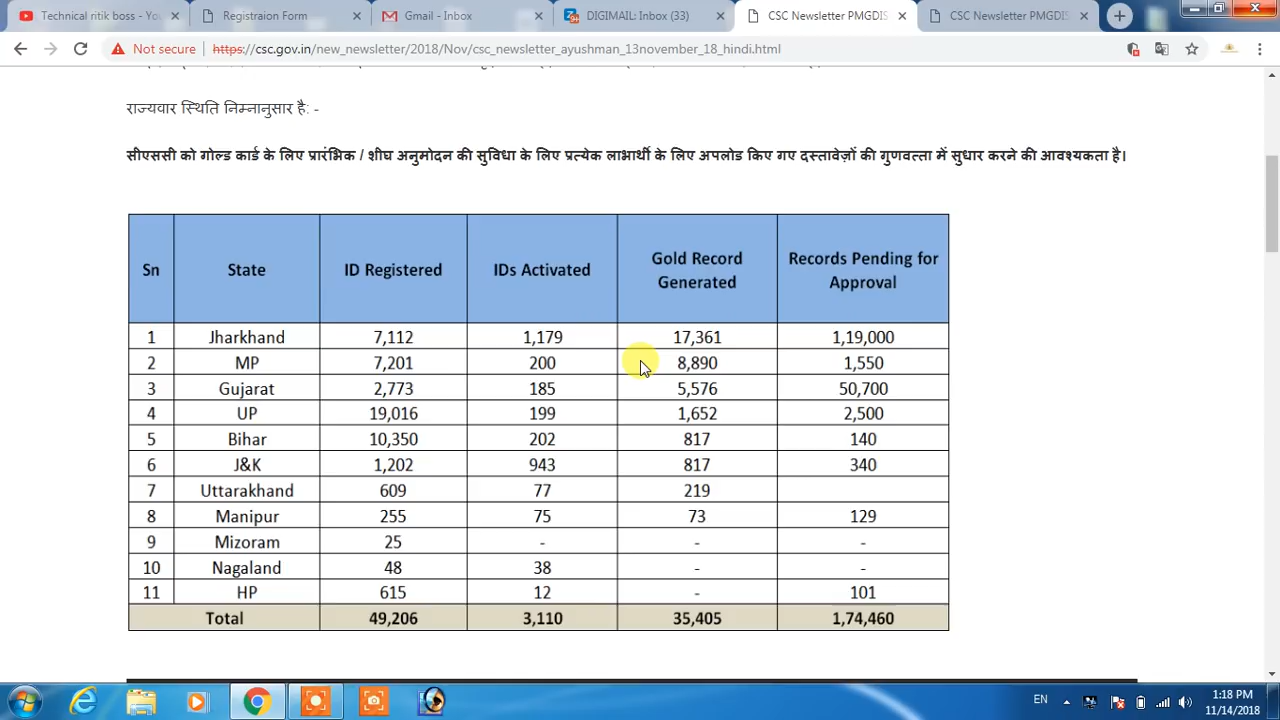 Technical ritik boss - You
Registraion Form
Gmail - Inbox
DIGIMAIL: Inbox (33)
CSC Newsletter PMGDIS
CSC Newsletter PMGDIS
Not secure https://csc.gov.in/new_newsletter/2018/Nov/csc_newsletter_ayushman_13november_18_hindi.html
राज्यवार स्थिति निम्नानुसार है: -
सीएससी को गोल्ड कार्ड के लिए प्रारंभिक / शीघ्र अनुमोदन की सुविधा के लिए प्रत्येक लाभार्थी के लिए अपलोड किए गए दस्तावेज़ों की गुणवत्ता में सुधार करने की आवश्यकता है।
Sn State ID Registered IDs Activated Gold Record Generated Records Pending for Approval
1 Jharkhand 7,112 1,179 17,361 1,19,000
2 MP 7,201 200 8,890 1,550
3 Gujarat 2,773 185 5,576 50,700
4 UP 19,016 199 1,652 2,500
5 Bihar 10,350 202 817 140
6 J&K 1,202 943 817 340
7 Uttarakhand 609 77 219
8 Manipur 255 75 73 129
9 Mizoram 25 - - -
10 Nagaland 48 38 - -
11 HP 615 12 - 101
Total 49,206 3,110 35,405 1,74,460
EN
1:18 PM
11/14/2018